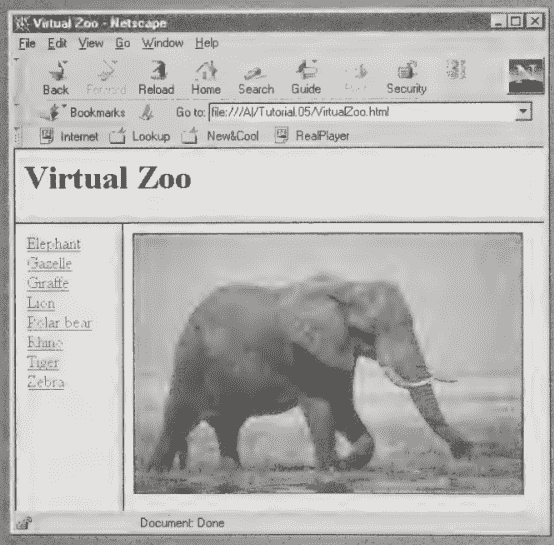 Virtual Zoo - Netscape
File Edit View Go Window Help
Back Forward Reload Home Search Guide Print Security
Bookmarks Go to: file:///A|/Tutorial.05/VirtualZoo.html
Internet Lookup New&Cool RealPlayer
Virtual Zoo
Elephant
Gazelle
Giraffe
Lion
Polar bear
Rhino
Tiger
Zebra
Document: Done